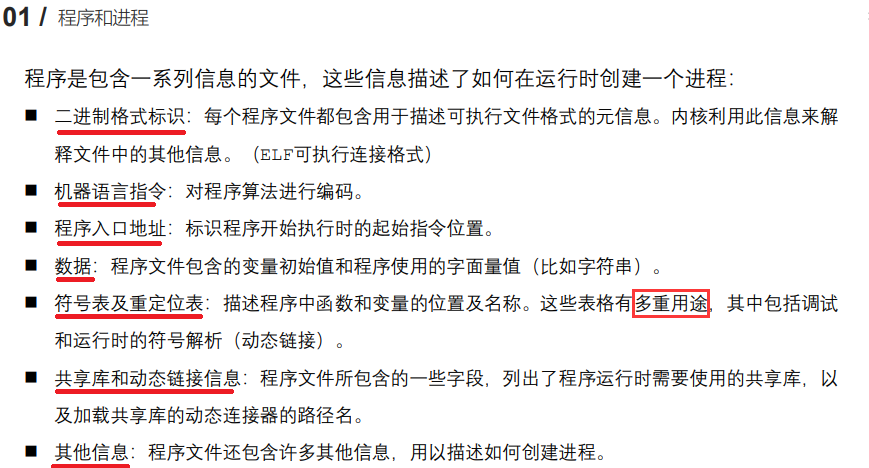 01 / 程序和进程
程序是包含一系列信息的文件，这些信息描述了如何在运行时创建一个进程：
■ 二进制格式标识：每个程序文件都包含用于描述可执行文件格式的元信息。内核利用此信息来解
释文件中的其他信息。（ELF可执行连接格式）
■ 机器语言指令：对程序算法进行编码。
■ 程序入口地址：标识程序开始执行时的起始指令位置。
■ 数据：程序文件包含的变量初始值和程序使用的字面量值（比如字符串）。
■ 符号表及重定位表：描述程序中函数和变量的位置及名称。这些表格有多重用途，其中包括调试
和运行时的符号解析（动态链接）。
■ 共享库和动态链接信息：程序文件所包含的一些字段，列出了程序运行时需要使用的共享库，以
及加载共享库的动态连接器的路径名。
■ 其他信息：程序文件还包含许多其他信息，用以描述如何创建进程。